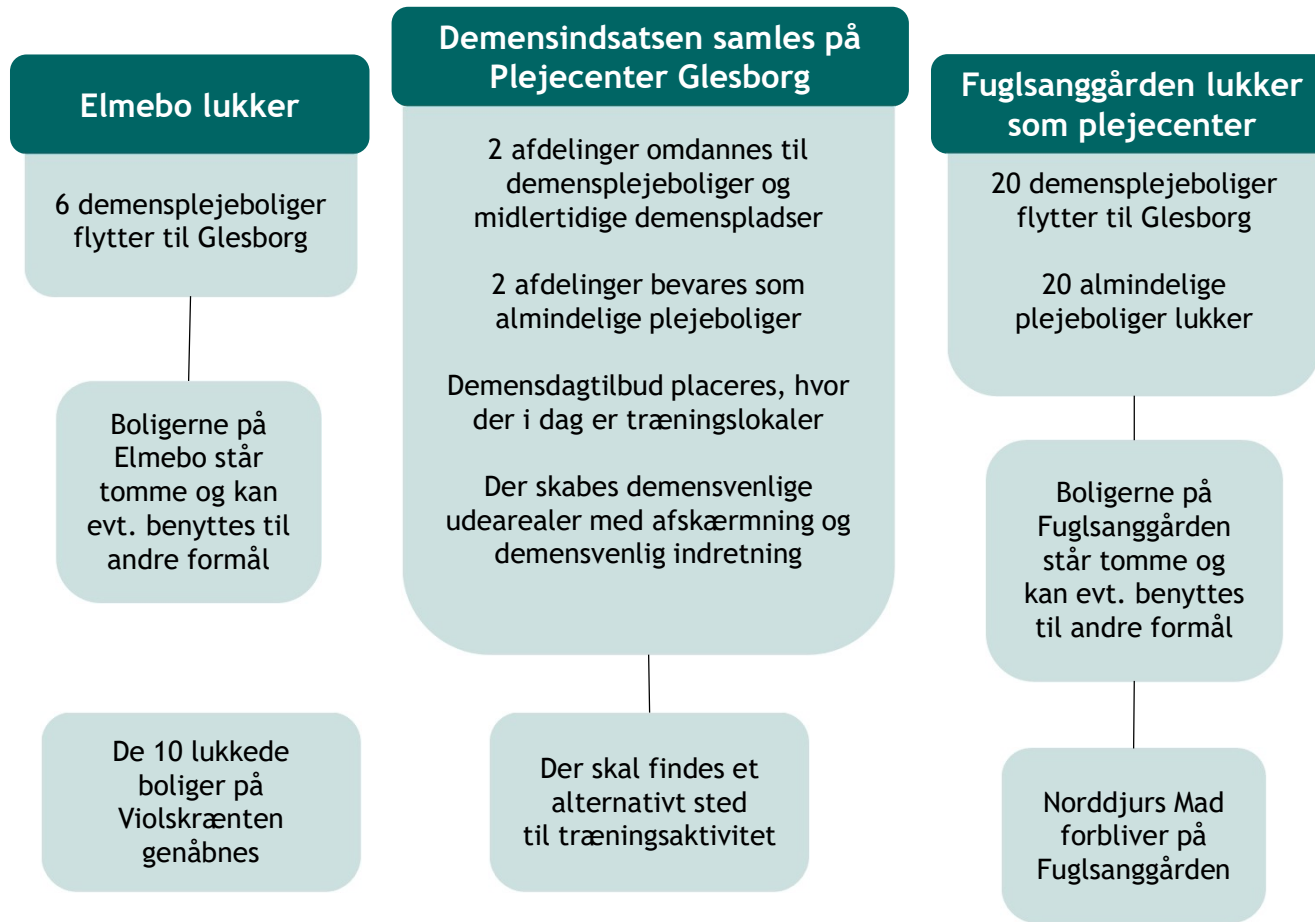 Elmebo lukker
6 demensplejeboliger
flytter til Glesborg
Boligerne på
Elmebo står
tomme og kan
evt. benyttes til
andre formål
De 10 lukkede
boliger på
Violskrænten
genåbnes
Demensindsatsen samles på
Plejecenter Glesborg
2 afdelinger omdannes til
demensplejeboliger og
midlertidige demenspladser
2 afdelinger bevares som
almindelige plejeboliger
Demensdagtilbud placeres, hvor
der i dag er træningslokaler
Der skabes demensvenlige
udearealer med afskærmning og
demensvenlig indretning
Der skal findes et
alternativt sted
til træningsaktivitet
Fuglsanggården lukker
som plejecenter
20 demensplejeboliger
flytter til Glesborg
20 almindelige
plejeboliger lukker
Boligerne på
Fuglsanggården
står tomme og
kan evt. benyttes
til andre formål
Norddjurs Mad
forbliver på
Fuglsanggården